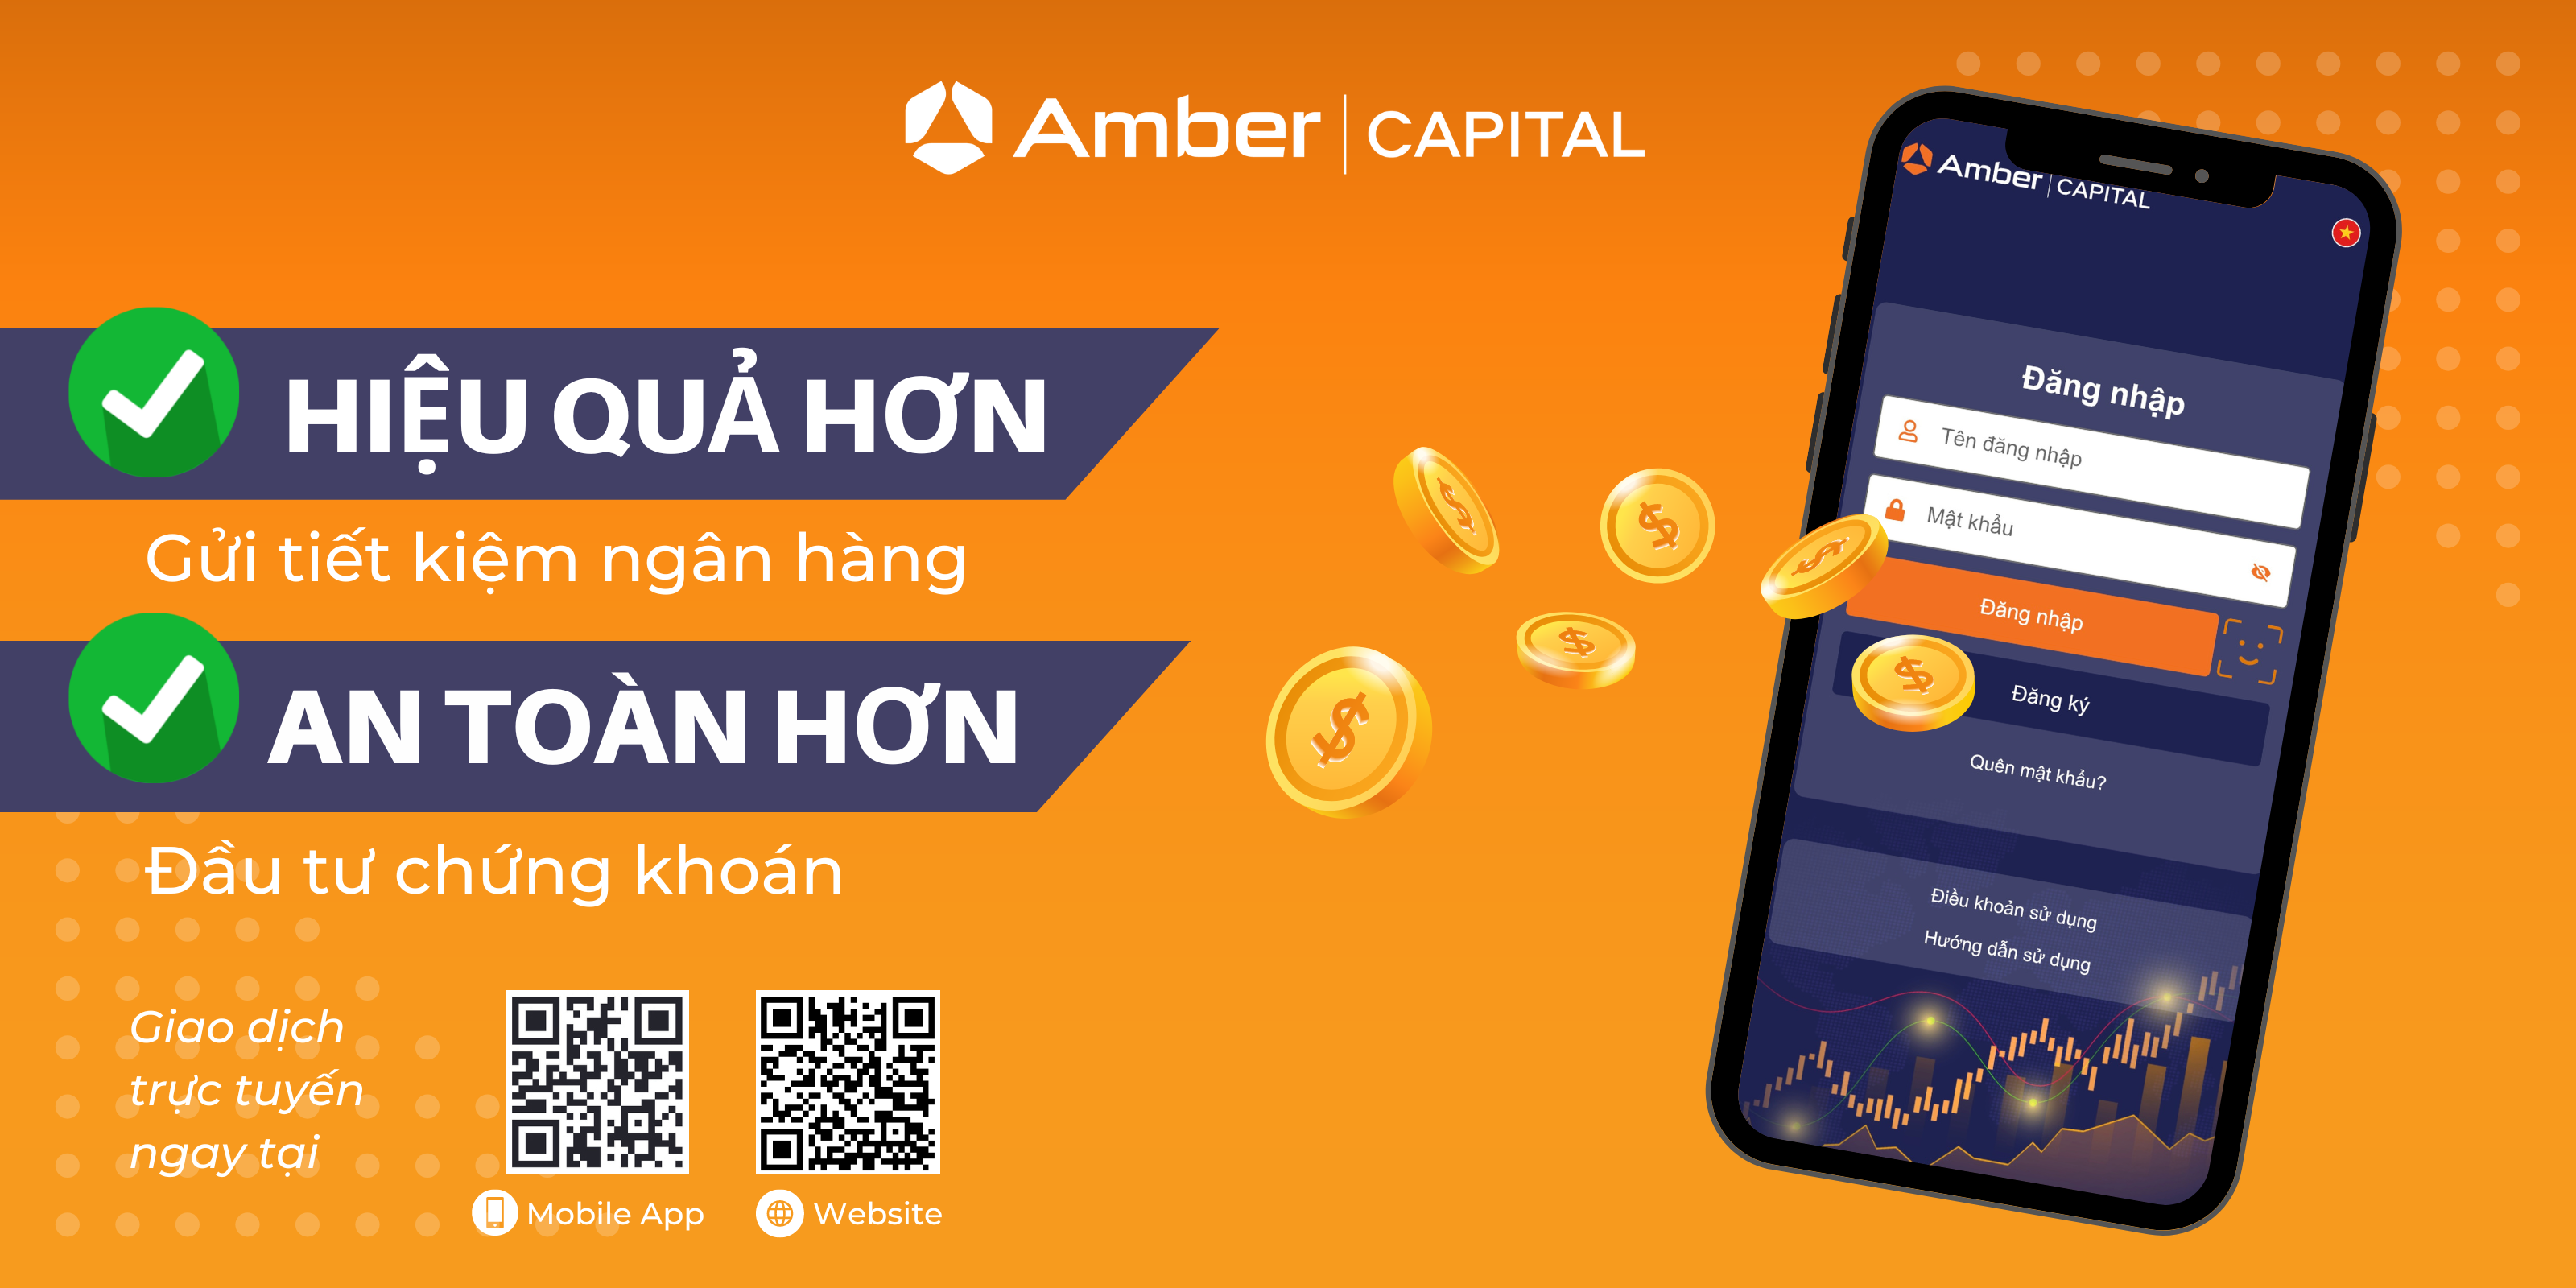 Amber | CAPITAL
HIỆU QUẢ HƠN
Gửi tiết kiệm ngân hàng
AN TOÀN HƠN
Đầu tư chứng khoán
Giao dịch
trực tuyến
ngay tại
Mobile App
Website
Amber | CAPITAL
Đăng nhập
Tên đăng nhập
Mật khẩu
Đăng nhập
Đăng ký
Quên mật khẩu?
Điều khoản sử dụng
Hướng dẫn sử dụng